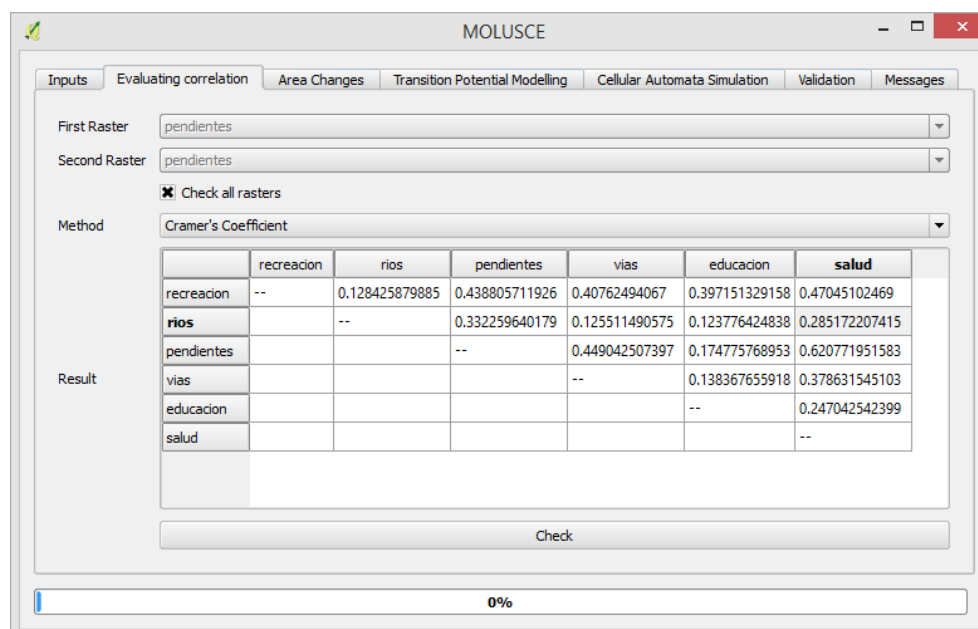 MOLUSCE
Inputs Evaluating correlation Area Changes Transition Potential Modelling Cellular Automata Simulation Validation Messages
First Raster pendientes
Second Raster pendientes
Check all rasters
Method Cramer's Coefficient
recreacion rios pendientes vias educacion salud
recreacion -- 0.128425879885 0.438805711926 0.40762494067 0.397151329158 0.47045102469
rios -- 0.332259640179 0.125511490575 0.123776424838 0.285172207415
pendientes -- 0.449042507397 0.174775768953 0.620771951583
Result vias -- 0.138367655918 0.378631545103
educacion -- 0.247042542399
salud --
Check
0%